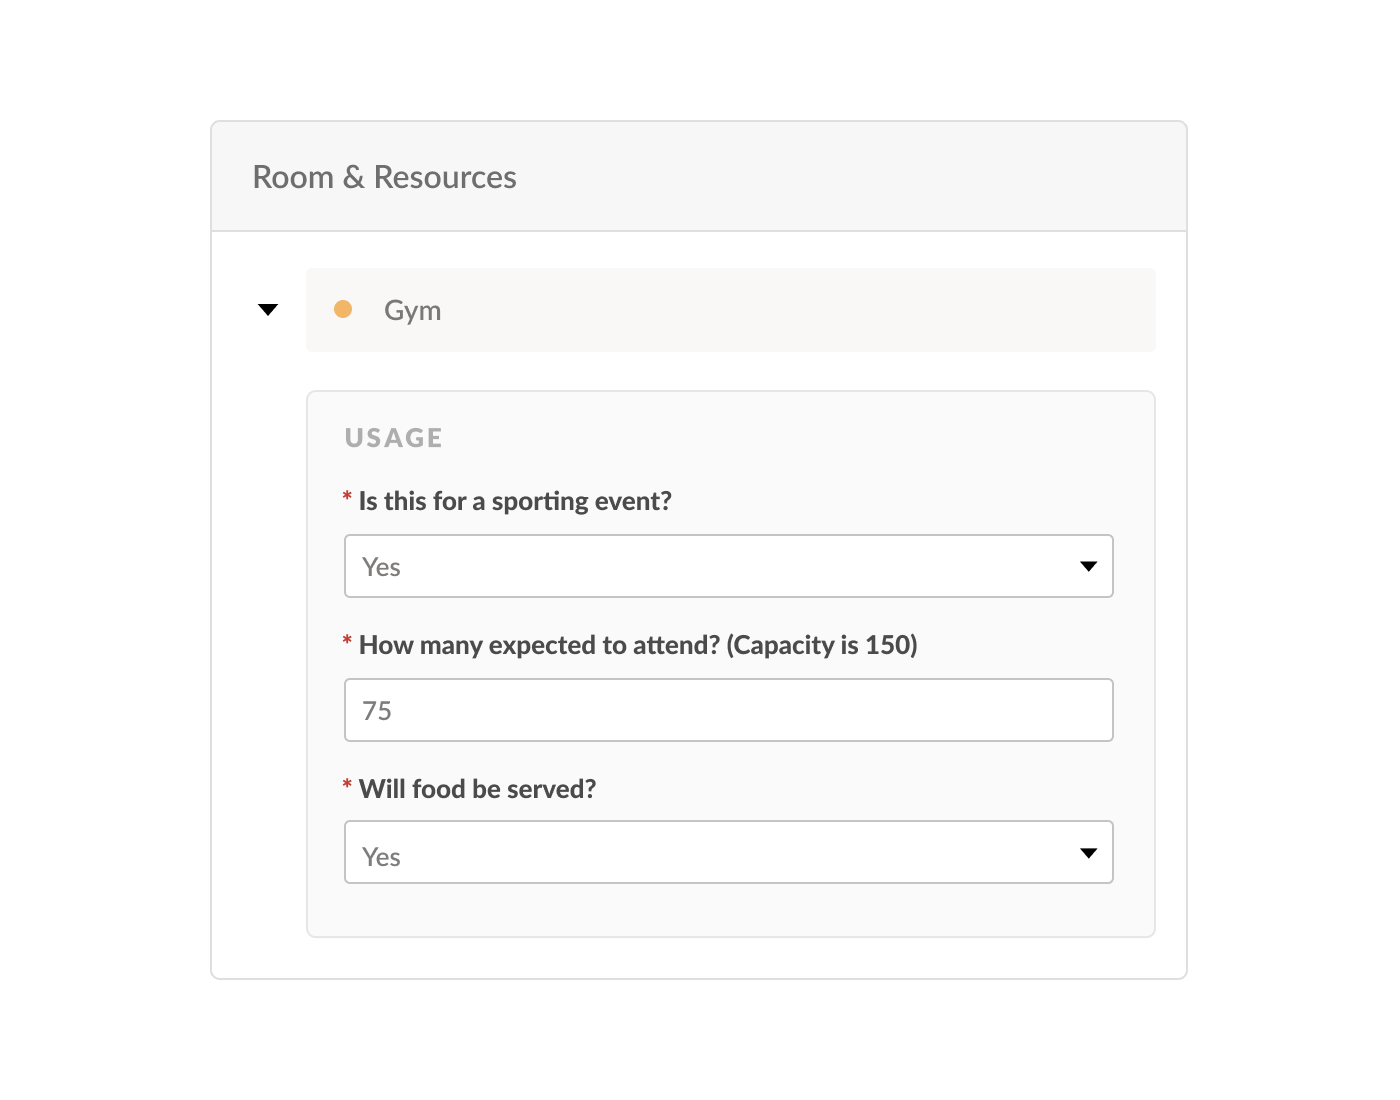 Room & Resources
Gym
USAGE
* Is this for a sporting event?
Yes
* How many expected to attend? (Capacity is 150)
75
* Will food be served?
Yes